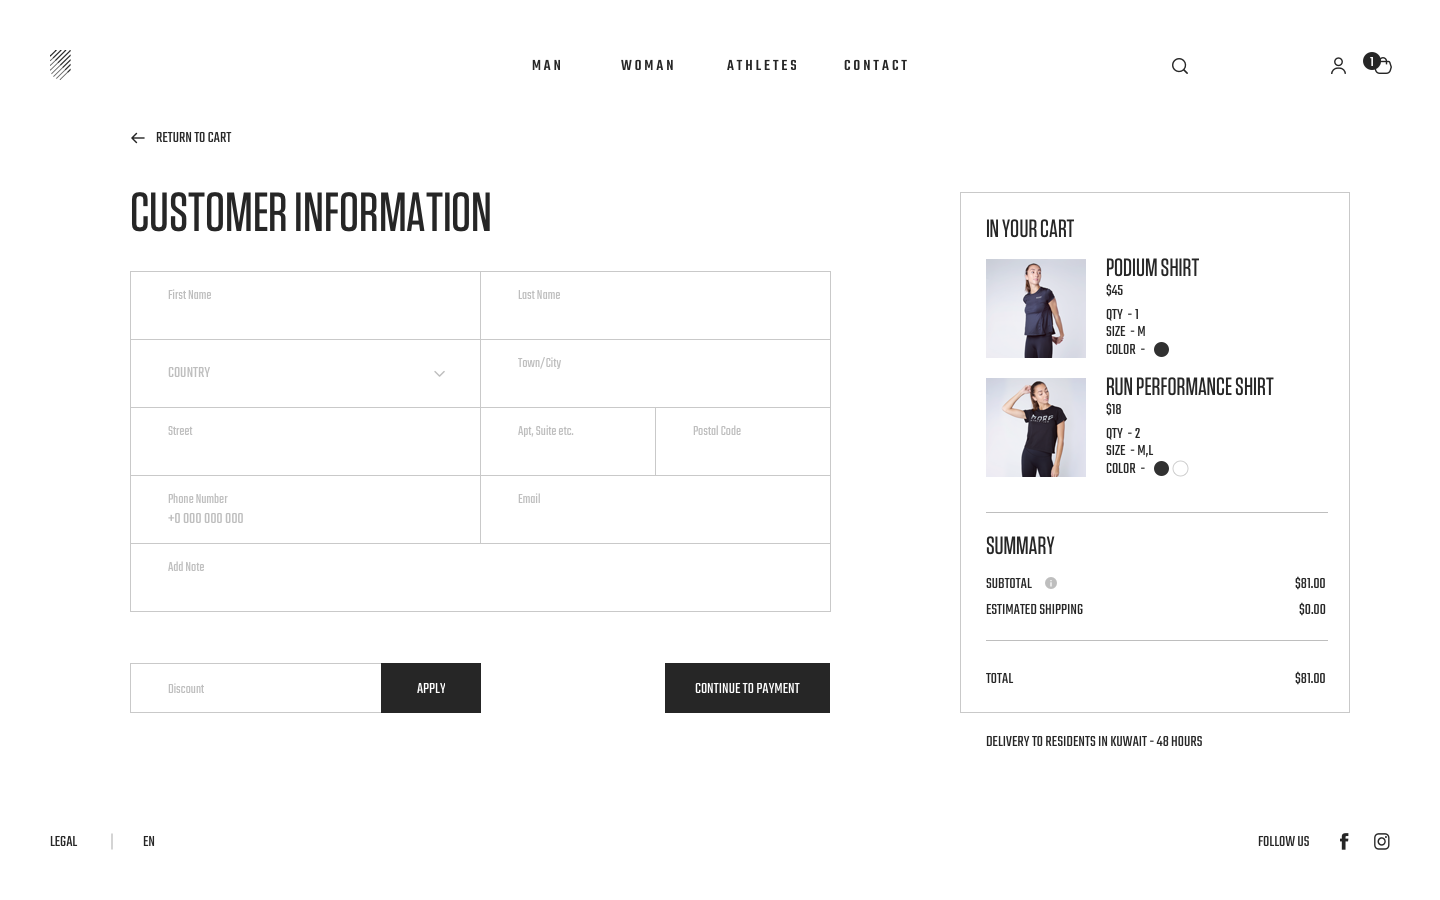 MAN
WOMAN
ATHLETES
CONTACT
1
RETURN TO CART
CUSTOMER INFORMATION
First Name
Last Name
COUNTRY
Town/City
Street
Apt, Suite etc.
Postal Code
Phone Number
+0 000 000 000
Email
Add Note
Discount
APPLY
CONTINUE TO PAYMENT
IN YOUR CART
PODIUM SHIRT
$45
QTY - 1
SIZE - M
COLOR -
RUN PERFORMANCE SHIRT
$18
QTY - 2
SIZE - M,L
COLOR -
SUMMARY
SUBTOTAL $81.00
ESTIMATED SHIPPING $0.00
TOTAL $81.00
DELIVERY TO RESIDENTS IN KUWAIT - 48 HOURS
LEGAL
EN
FOLLOW US